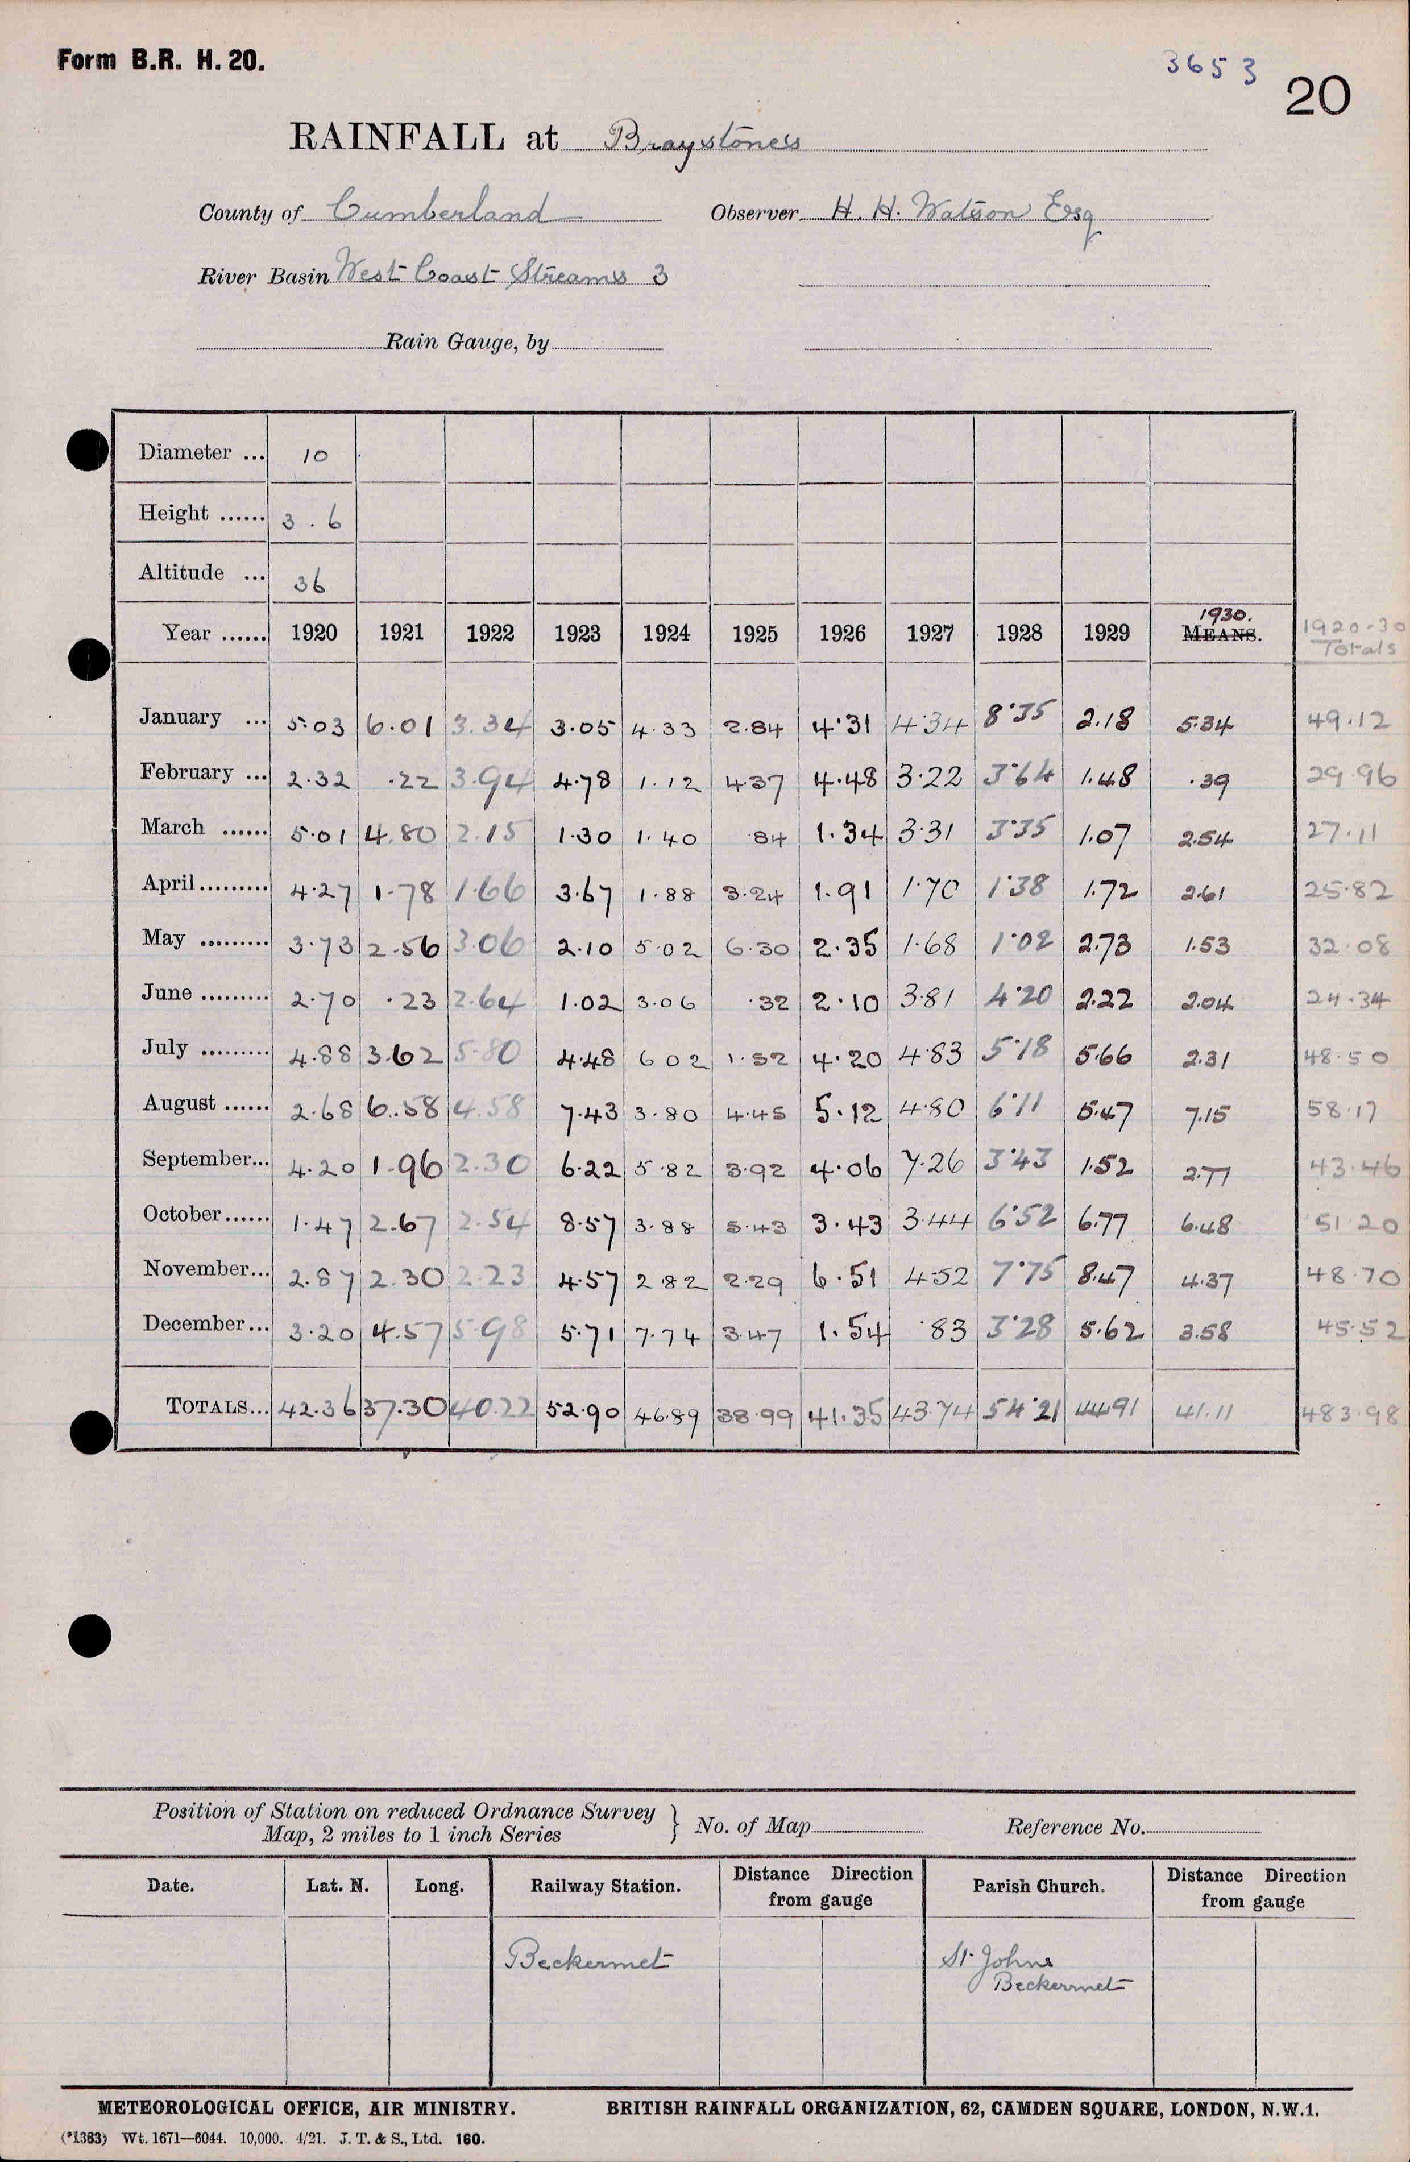 Form B.R. H. 20.
3653
20
RAINFALL at Braystones
County of Cumberland Observer H. H. Watson Esq
River Basin West Coast Streams 3
Rain Gauge, by
Diameter ... 10
Height ...... 3 . 6
Altitude ... 36
Year ...... 1920 1921 1922 1923 1924 1925 1926 1927 1928 1929 1930. MEANS. 1920-30 Totals
January ... 5.03 6.01 3.34 3.05 4.33 2.84 4.31 4.34 8.35 2.18 5.34 49.12
February ... 2.32 .22 3.94 4.78 1.12 4.37 4.48 3.22 3.64 1.48 .39 29.96
March ...... 5.01 4.80 2.15 1.30 1.40 .84 1.34 3.31 3.35 1.07 2.54 27.11
April ......... 4.27 1.78 1.66 3.67 1.88 3.24 1.91 1.70 1.38 1.72 2.61 25.82
May ......... 3.73 2.56 3.06 2.10 5.02 6.30 2.35 1.68 1.02 2.73 1.53 32.08
June ......... 2.70 .23 2.64 1.02 3.06 .32 2.10 3.81 4.20 2.22 2.04 24.34
July ......... 4.88 3.62 5.80 4.48 6 02 1.52 4.20 4.83 5.18 5.66 2.31 48.50
August ...... 2.68 6.58 4.58 7.43 3.80 4.45 5.12 4.80 6.11 5.47 7.15 58.17
September... 4.20 1.96 2.30 6.22 5.82 3.92 4.06 7.26 3.43 1.52 2.77 43.46
October...... 1.47 2.67 2.54 8.57 3.88 5.43 3.43 3.44 6.52 6.77 6.48 51.20
November... 2.87 2.30 2.23 4.57 2.82 2.29 6.51 4.52 7.75 8.47 4.37 48.70
December... 3.20 4.57 5.98 5.71 7.74 3.47 1.54 .83 3.28 5.62 3.58 45.52
TOTALS... 42.36 37.30 40.22 52.90 46.89 38.99 41.35 43.74 54.21 44.91 41.11 483.98
Position of Station on reduced Ordnance Survey
Map, 2 miles to 1 inch Series } No. of Map Reference No.
Date. Lat. N. Long. Railway Station. Distance Direction from gauge Parish Church. Distance Direction from gauge
Beckermet St Johns
Beckermet
METEOROLOGICAL OFFICE, AIR MINISTRY. BRITISH RAINFALL ORGANIZATION, 62, CAMDEN SQUARE, LONDON, N.W.1.
(*1383) Wt. 1671—6044. 10,000. 4/21. J. T. & S., Ltd. 160.